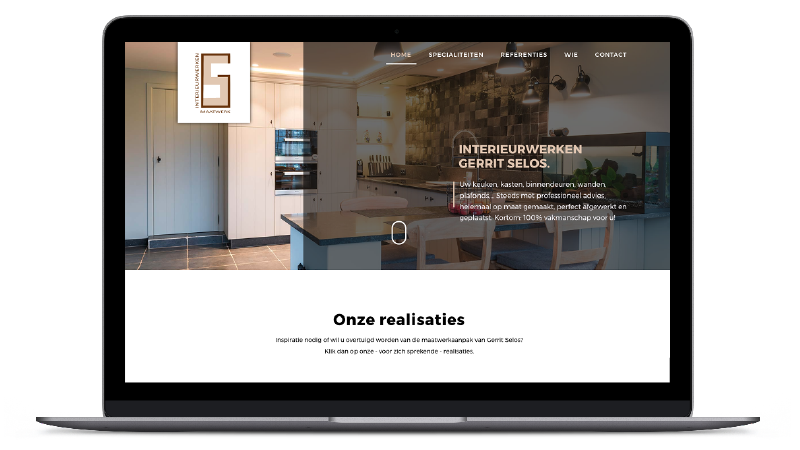 INTERIEURWERKEN
MAATWERK
HOME SPECIALITEITEN REFERENTIES WIE CONTACT
INTERIEURWERKEN
GERRIT SELOS.
Uw keuken, kasten, binnendeuren, wanden,
plafonds... Steeds met professioneel advies,
helemaal op maat gemaakt, perfect afgewerkt en
geplaatst. Kortom: 100% vakmanschap voor u!
Onze realisaties
Inspiratie nodig of wil u overtuigd worden van de maatwerkaanpak van Gerrit Selos?
Klik dan op onze - voor zich sprekende - realisaties.